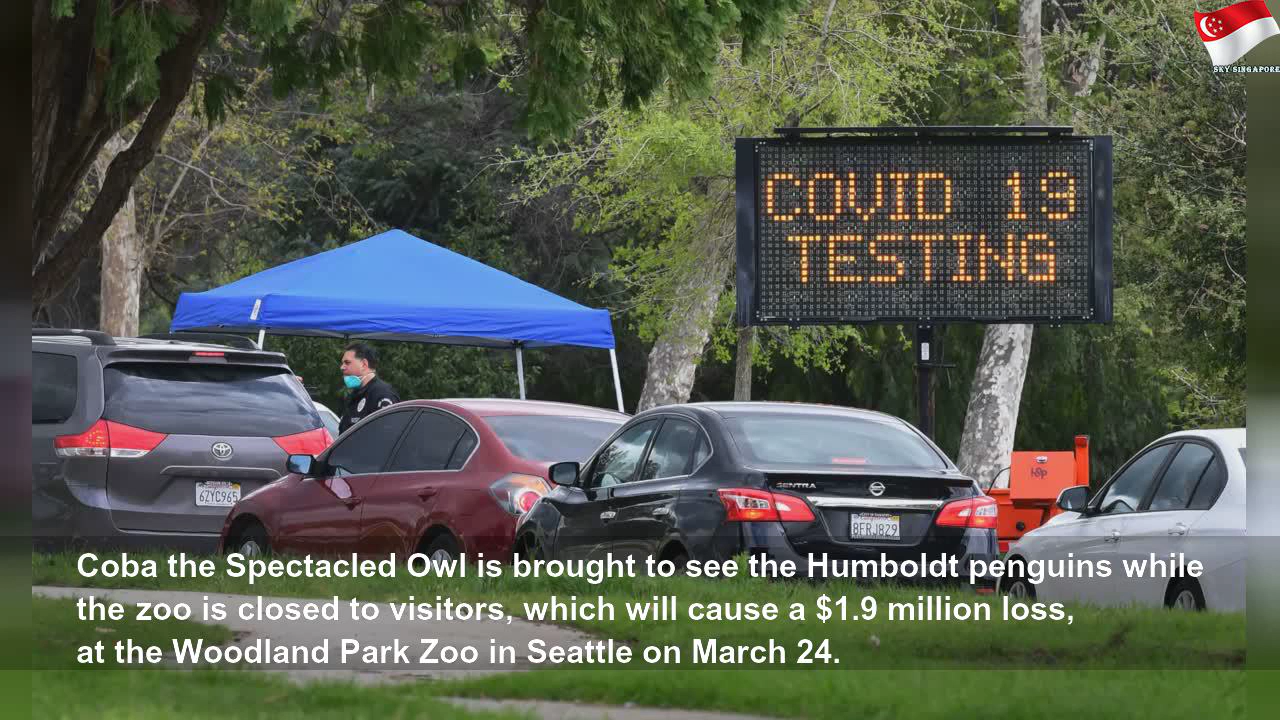 SKY SINGAPORE
COVID 19
TESTING
6ZYC965
SENTRA
8FRJ829
HSP
Coba the Spectacled Owl is brought to see the Humboldt penguins while
the zoo is closed to visitors, which will cause a $1.9 million loss,
at the Woodland Park Zoo in Seattle on March 24.